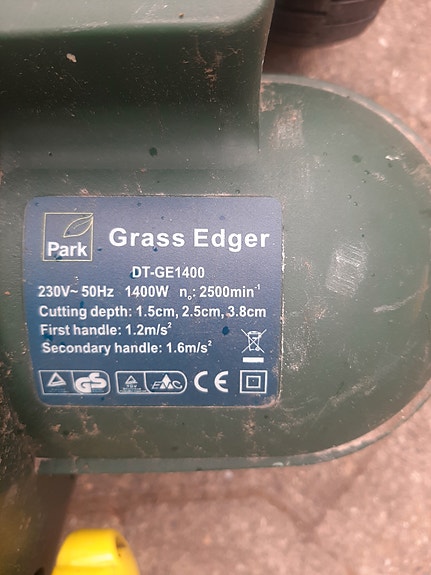 Park
Grass Edger
DT-GE1400
230V~ 50Hz 1400W n₀: 2500min⁻¹
Cutting depth: 1.5cm, 2.5cm, 3.8cm
First handle: 1.2m/s²
Secondary handle: 1.6m/s²
GS EMC CE